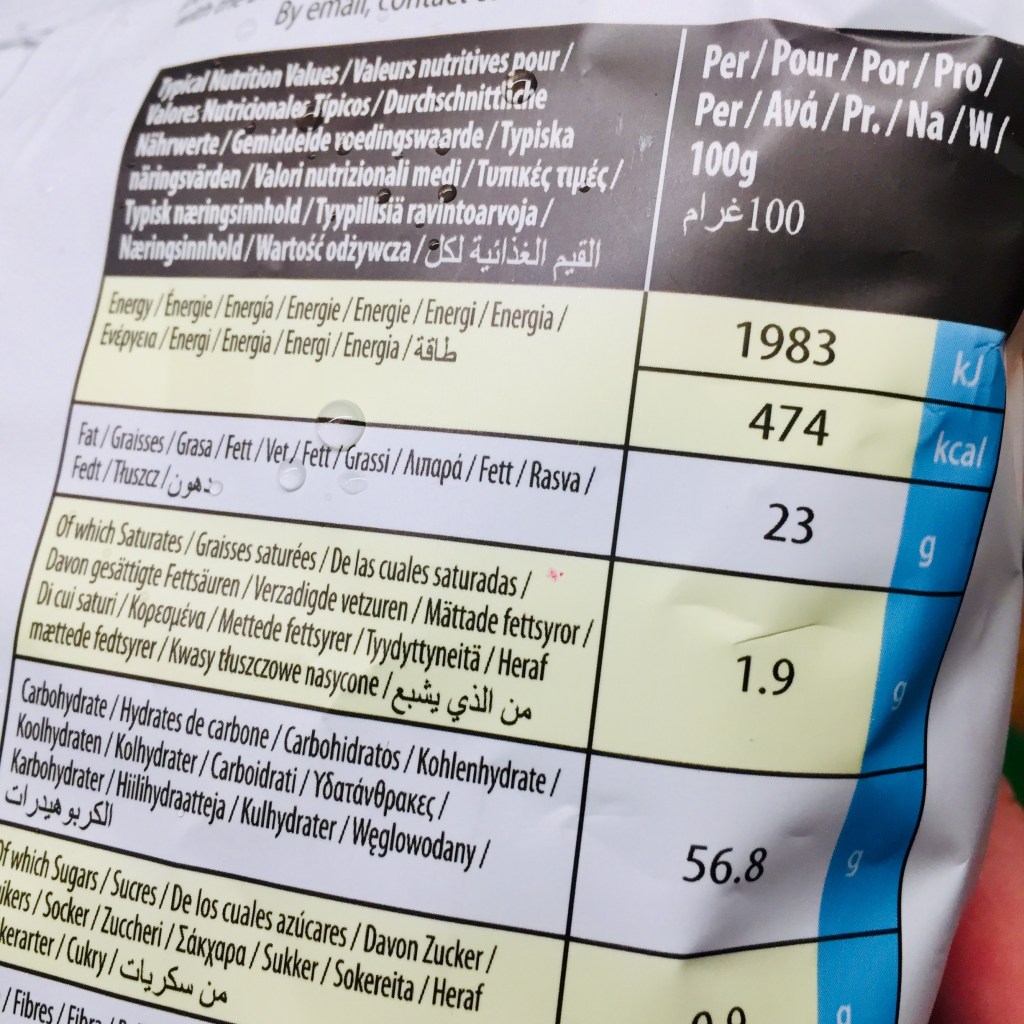 By email, contact
Typical Nutrition Values / Valeurs nutritives pour /
Valores Nutricionales Típicos / Durchschnittliche
Nährwerte / Gemiddelde voedingswaarde / Typiska
näringsvärden / Valori nutrizionali medi / Τυπικές τιμές /
Typisk næringsinnhold / Tyypillisiä ravintoarvoja /
Næringsinnhold / Wartość odżywcza / القيم الغذائية لكل
Per / Pour / Por / Pro /
Per / Ανά / Pr. / Na / W /
100g
100غرام
Energy / Énergie / Energía / Energie / Energie / Energi / Energia /
Ενέργεια / Energi / Energia / Energi / Energia / طاقة
1983 kJ
474 kcal
Fat / Graisses / Grasa / Fett / Vet / Fett / Grassi / Λιπαρά / Fett / Rasva /
Fedt / Tłuszcz / دهون
23 g
Of which Saturates / Graisses saturées / De las cuales saturadas /
Davon gesättigte Fettsäuren / Verzadigde vetzuren / Mättade fettsyror /
Di cui saturi / Κορεσμένα / Mettede fettsyrer / Tyydyttyneitä / Heraf
mættede fedtsyrer / Kwasy tłuszczowe nasycone / من الذي يشبع
1.9 g
Carbohydrate / Hydrates de carbone / Carbohidratos / Kohlenhydrate /
Koolhydraten / Kolhydrater / Carboidrati / Υδατάνθρακες /
Karbohydrater / Hiilihydraatteja / Kulhydrater / Węglowodany /
الكربوهيدرات
56.8 g
Of which Sugars / Sucres / De los cuales azúcares / Davon Zucker /
/ Socker / Zuccheri / Σάκχαρα / Sukker / Sokereita / Heraf
/ Cukry / من سكريات
g
/ Fibres / Fibra /